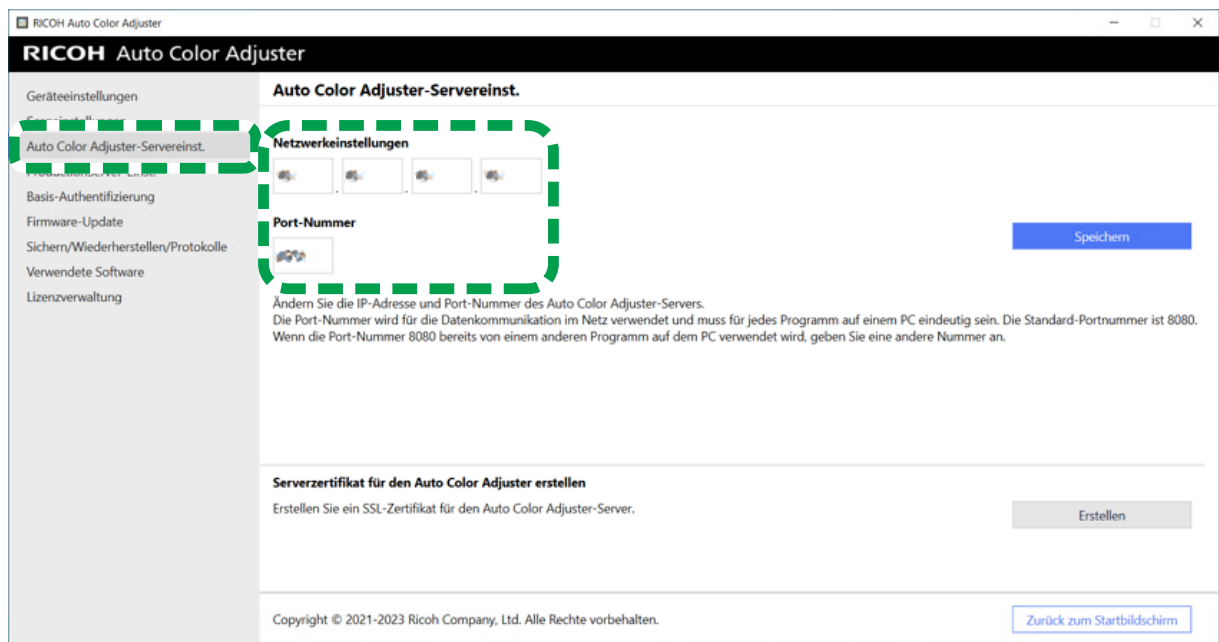 RICOH Auto Color Adjuster
RICOH Auto Color Adjuster
Geräteeinstellungen
Auto Color Adjuster-Servereinst.
Basis-Authentifizierung
Firmware-Update
Sichern/Wiederherstellen/Protokolle
Verwendete Software
Lizenzverwaltung
Auto Color Adjuster-Servereinst.
Netzwerkeinstellungen
. . .
Port-Nummer
Speichern
Ändern Sie die IP-Adresse und Port-Nummer des Auto Color Adjuster-Servers.
Die Port-Nummer wird für die Datenkommunikation im Netz verwendet und muss für jedes Programm auf einem PC eindeutig sein. Die Standard-Portnummer ist 8080.
Wenn die Port-Nummer 8080 bereits von einem anderen Programm auf dem PC verwendet wird, geben Sie eine andere Nummer an.
Serverzertifikat für den Auto Color Adjuster erstellen
Erstellen Sie ein SSL-Zertifikat für den Auto Color Adjuster-Server.
Erstellen
Copyright © 2021-2023 Ricoh Company, Ltd. Alle Rechte vorbehalten.
Zurück zum Startbildschirm